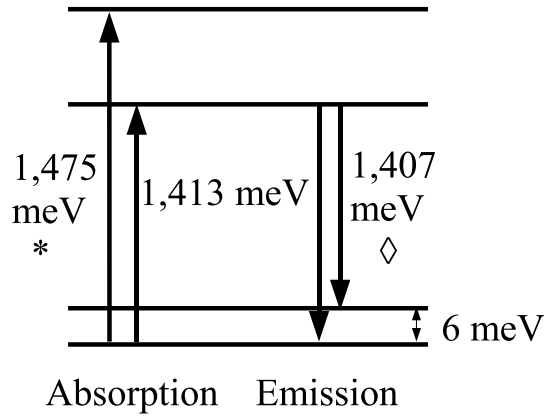 1,475
meV
*
1,413 meV
1,407
meV
◊
6 meV
Absorption Emission